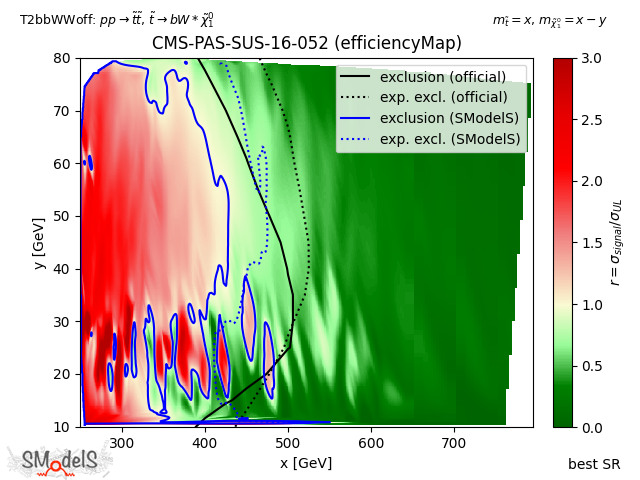 T2bbWWoff: pp → t̃t̃, t̃ → bW*χ̃₁⁰
m_t̃ = x, m_χ̃₁⁰ = x − y
CMS-PAS-SUS-16-052 (efficiencyMap)
exclusion (official)
exp. excl. (official)
exclusion (SModelS)
exp. excl. (SModelS)
80
70
60
50
40
30
20
10
y [GeV]
300 400 500 600 700
x [GeV]
3.0
2.5
2.0
1.5
1.0
0.5
0.0
r = σ_signal/σ_UL
best SR
SModelS